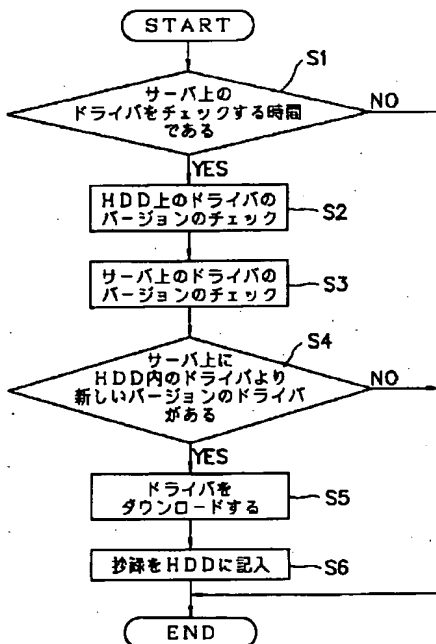 START
S1
サーバ上の
ドライバをチェックする時間
である
NO
YES
HDD上のドライバの
バージョンのチェック
S2
サーバ上のドライバの
バージョンのチェック
S3
S4
サーバ上に
HDD内のドライバより
新しいバージョンのドライバ
がある
NO
YES
ドライバを
ダウンロードする
S5
抄録をHDDに記入
S6
END